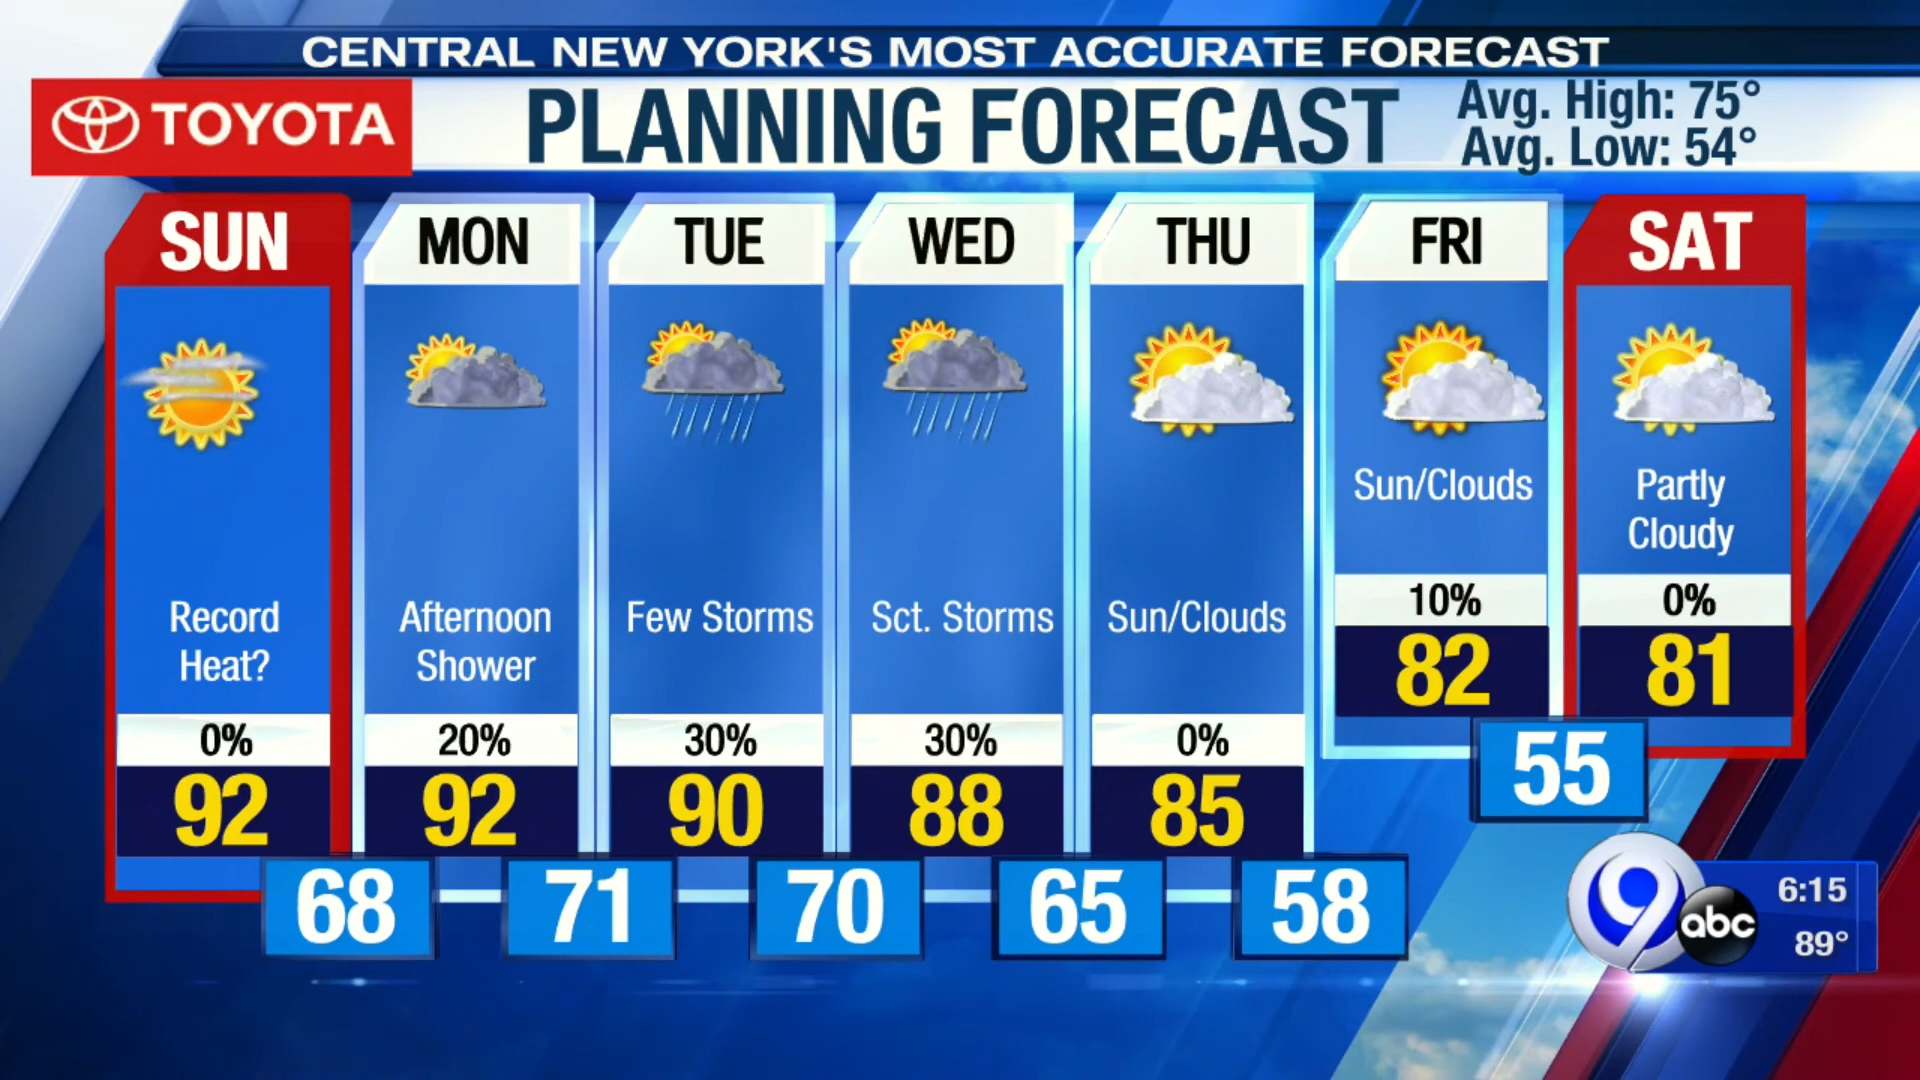 CENTRAL NEW YORK'S MOST ACCURATE FORECAST
TOYOTA
PLANNING FORECAST
Avg. High: 75°
Avg. Low: 54°
SUN
Record
Heat?
0%
92
68
MON
Afternoon
Shower
20%
92
71
TUE
Few Storms
30%
90
70
WED
Sct. Storms
30%
88
65
THU
Sun/Clouds
0%
85
58
FRI
Sun/Clouds
10%
82
55
SAT
Partly
Cloudy
0%
81
9
abc
6:15
89°